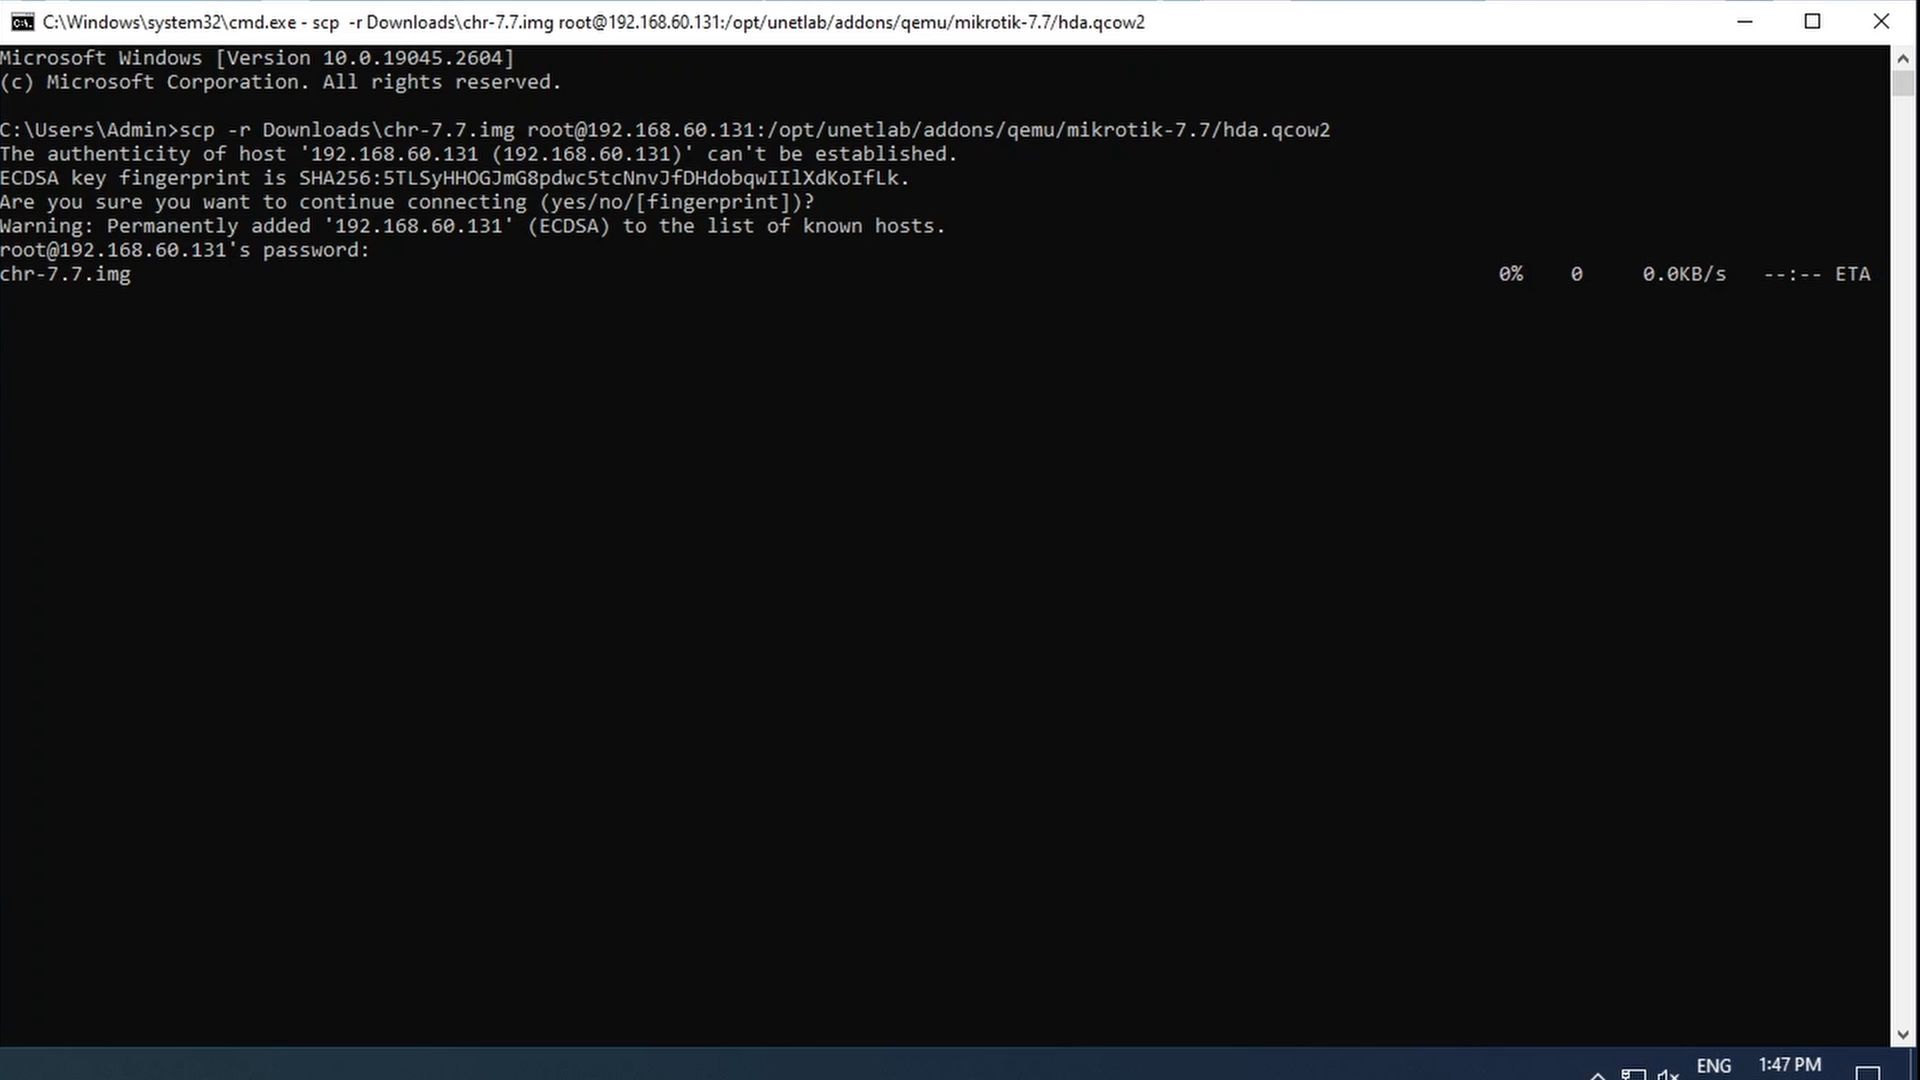 C:\Windows\system32\cmd.exe - scp  -r Downloads\chr-7.7.img root@192.168.60.131:/opt/unetlab/addons/qemu/mikrotik-7.7/hda.qcow2
Microsoft Windows [Version 10.0.19045.2604]
(c) Microsoft Corporation. All rights reserved.
C:\Users\Admin>scp -r Downloads\chr-7.7.img root@192.168.60.131:/opt/unetlab/addons/qemu/mikrotik-7.7/hda.qcow2
The authenticity of host '192.168.60.131 (192.168.60.131)' can't be established.
ECDSA key fingerprint is SHA256:5TLSyHHOGJmG8pdwc5tcNnvJfDHdobqwIIlXdKoIfLk.
Are you sure you want to continue connecting (yes/no/[fingerprint])?
Warning: Permanently added '192.168.60.131' (ECDSA) to the list of known hosts.
root@192.168.60.131's password:
chr-7.7.img 0% 0 0.0KB/s --:-- ETA
ENG 1:47 PM